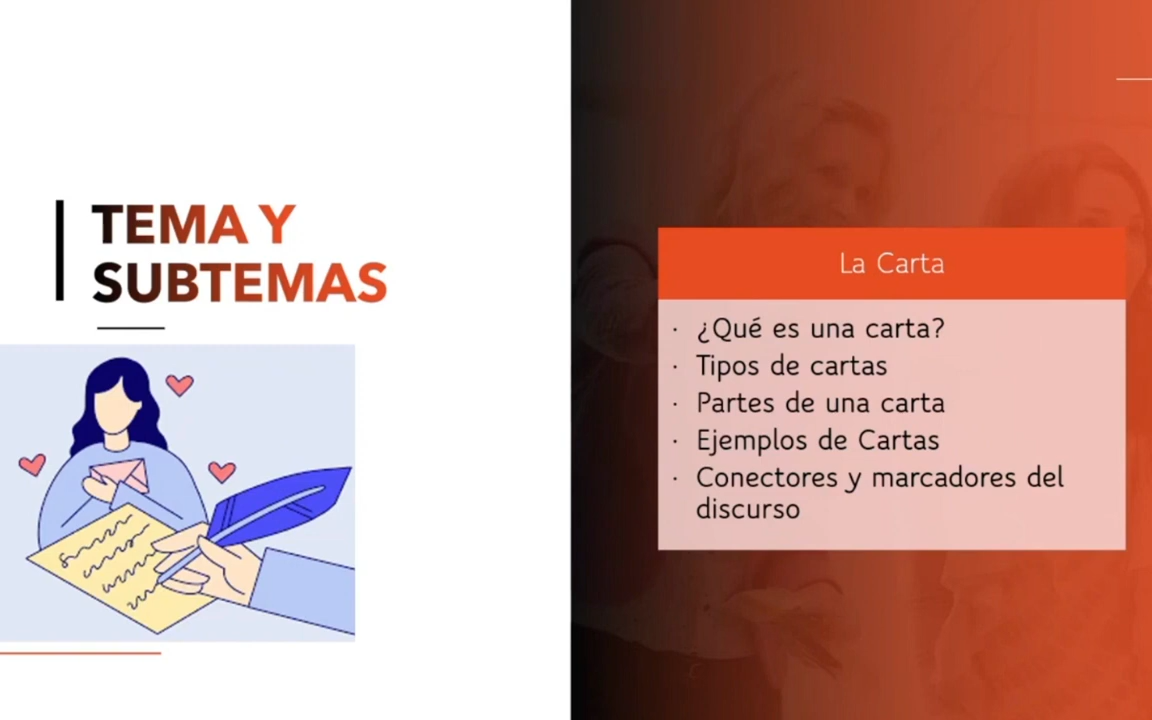 TEMA Y
SUBTEMAS
La Carta
· ¿Qué es una carta?
· Tipos de cartas
· Partes de una carta
· Ejemplos de Cartas
· Conectores y marcadores del
discurso